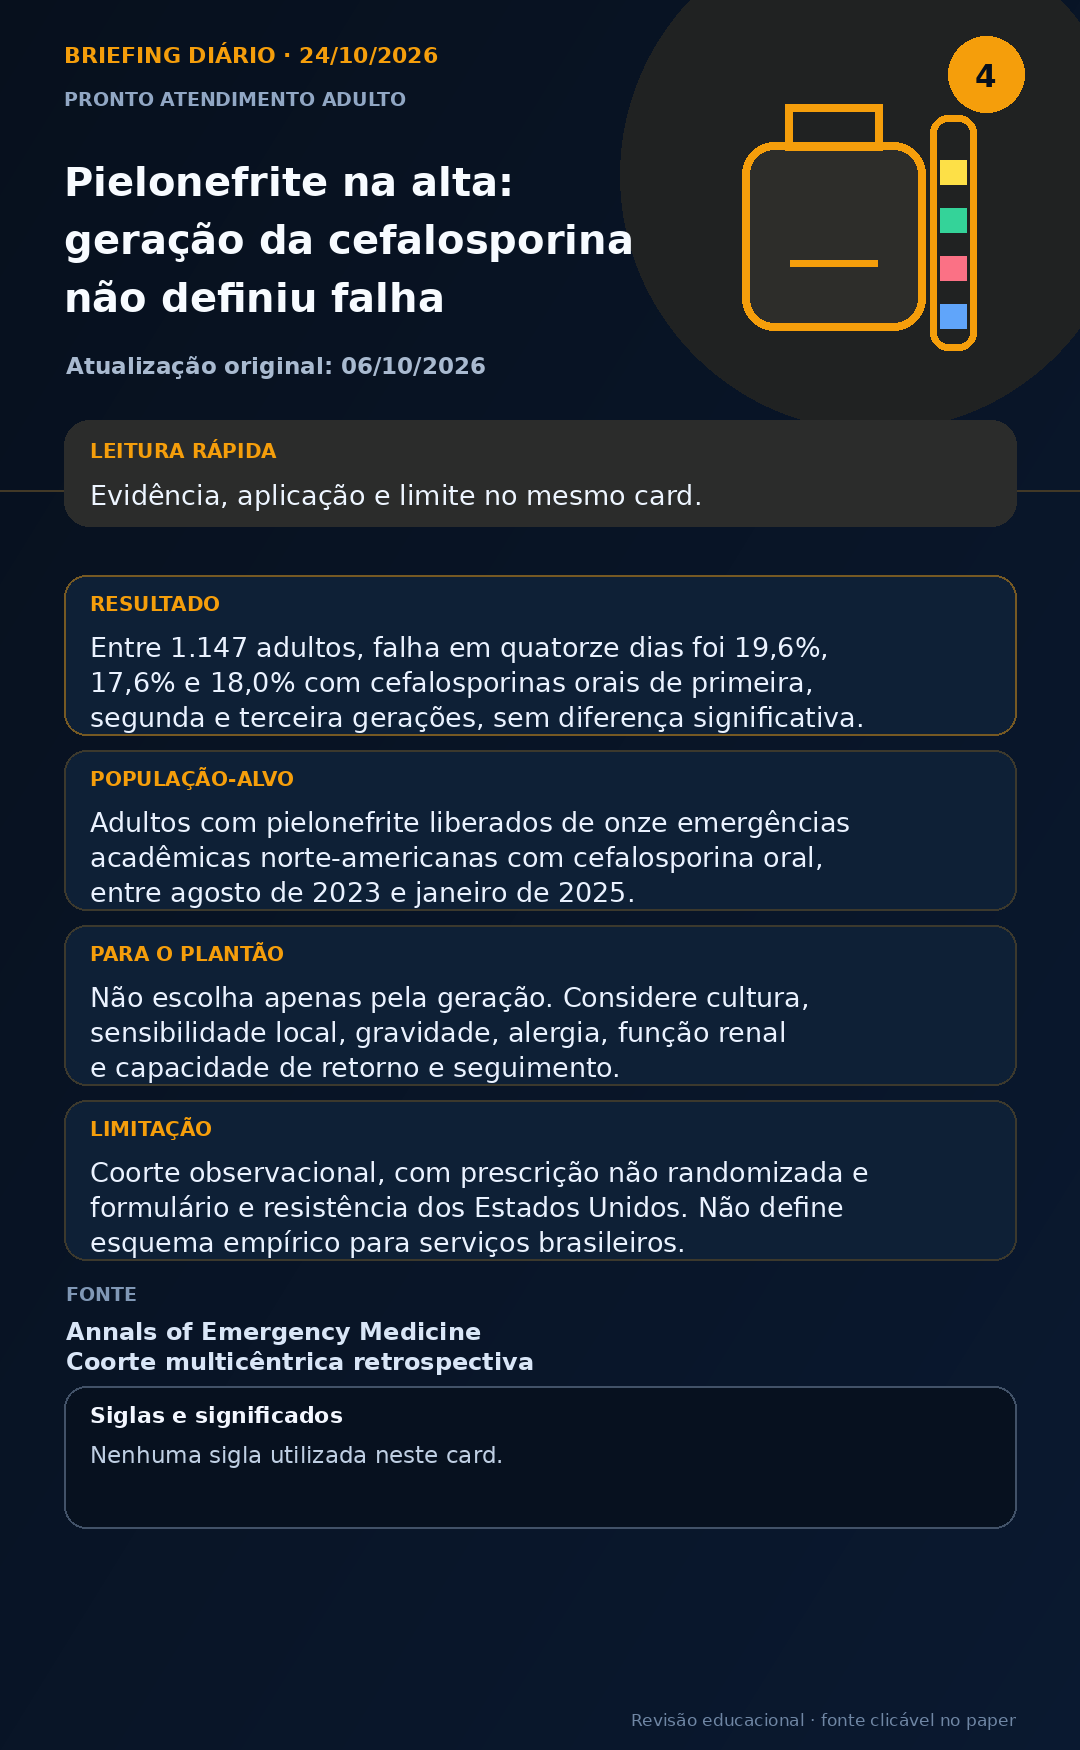 BRIEFING DIÁRIO · 24/10/2026
PRONTO ATENDIMENTO ADULTO
4
Pielonefrite na alta:
geração da cefalosporina
não definiu falha
Atualização original: 06/10/2026
LEITURA RÁPIDA
Evidência, aplicação e limite no mesmo card.
RESULTADO
Entre 1.147 adultos, falha em quatorze dias foi 19,6%,
17,6% e 18,0% com cefalosporinas orais de primeira,
segunda e terceira gerações, sem diferença significativa.
POPULAÇÃO-ALVO
Adultos com pielonefrite liberados de onze emergências
acadêmicas norte-americanas com cefalosporina oral,
entre agosto de 2023 e janeiro de 2025.
PARA O PLANTÃO
Não escolha apenas pela geração. Considere cultura,
sensibilidade local, gravidade, alergia, função renal
e capacidade de retorno e seguimento.
LIMITAÇÃO
Coorte observacional, com prescrição não randomizada e
formulário e resistência dos Estados Unidos. Não define
esquema empírico para serviços brasileiros.
FONTE
Annals of Emergency Medicine
Coorte multicêntrica retrospectiva
Siglas e significados
Nenhuma sigla utilizada neste card.
Revisão educacional · fonte clicável no paper